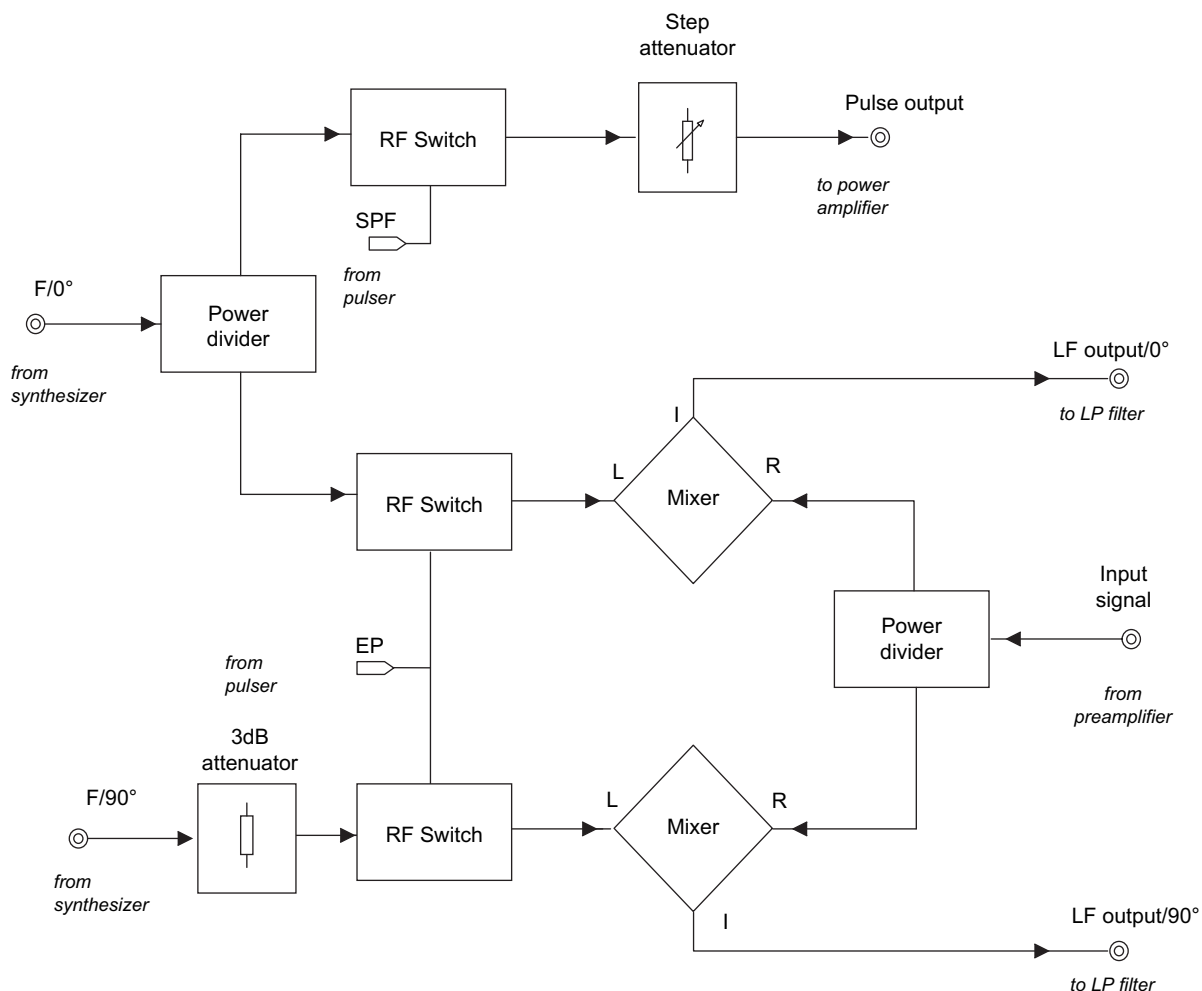 Step
attenuator
Pulse output
RF Switch
to power
amplifier
SPF
from
pulser
F/0°
Power
divider
from
synthesizer
LF output/0°
to LP filter
I
L
R
RF Switch
Mixer
Input
signal
Power
divider
EP
from
pulser
from
preamplifier
3dB
attenuator
F/90°
L
R
RF Switch
Mixer
from
synthesizer
I
LF output/90°
to LP filter